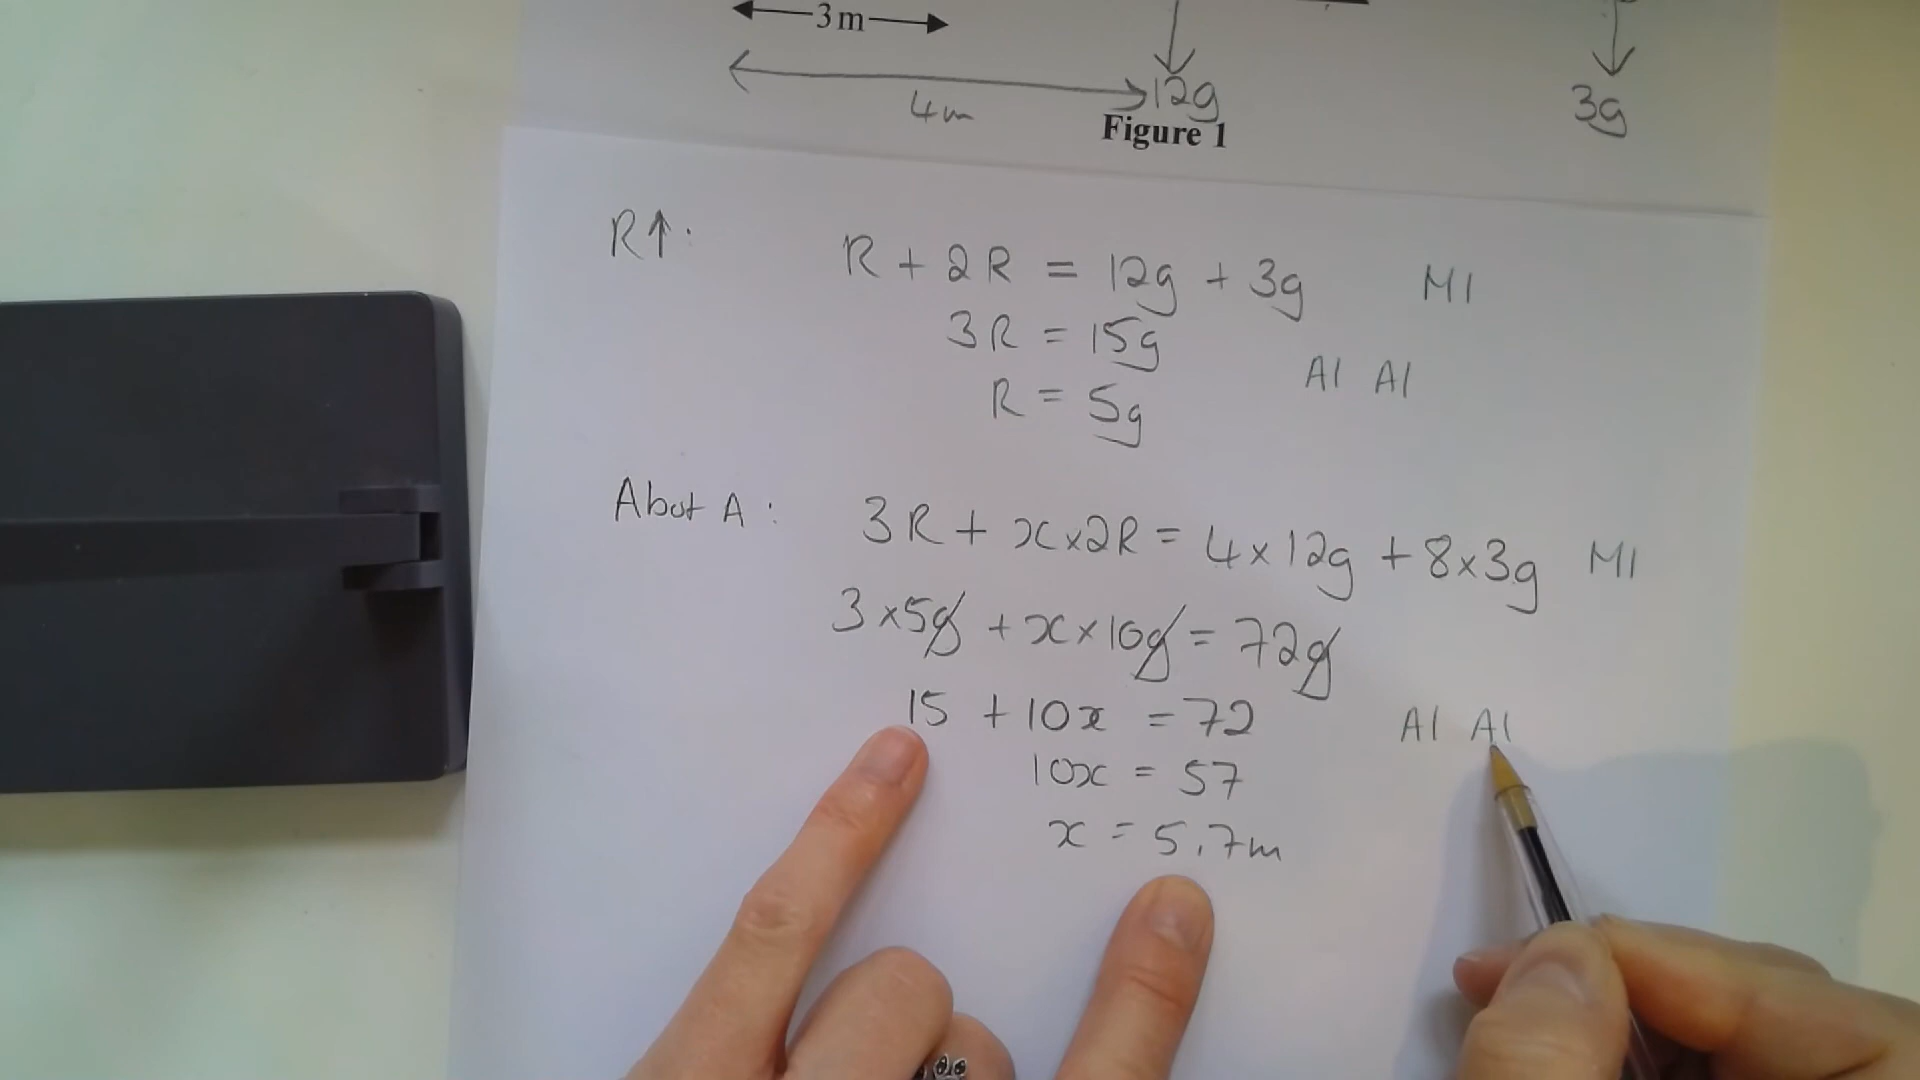 3 m
4m
12g
3g
Figure 1
R↑:
R + 2R = 12g + 3g M1
3R = 15g
R = 5g A1 A1
About A: 3R + x×2R = 4×12g + 8×3g M1
3×5g + x×10g = 72g
15 + 10x = 72 A1 A1
10x = 57
x = 5.7m